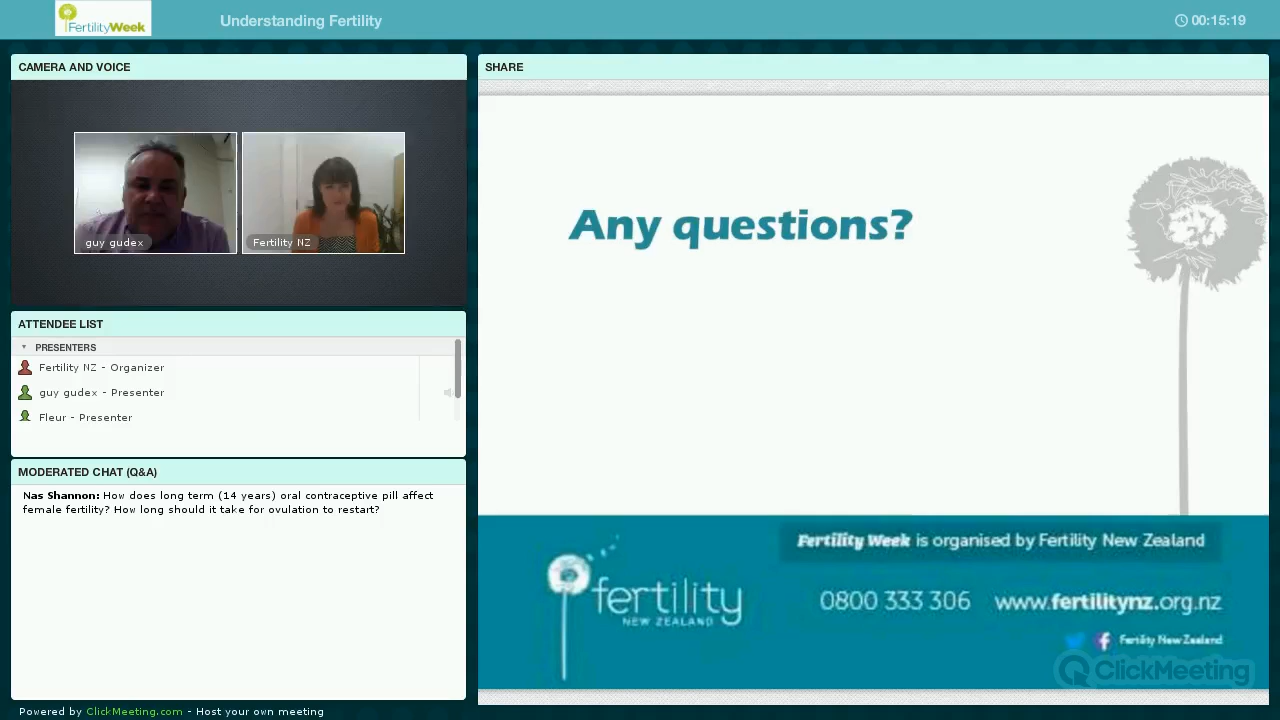 FertilityWeek
Understanding Fertility
00:15:19
CAMERA AND VOICE
guy gudex
Fertility NZ
ATTENDEE LIST
PRESENTERS
Fertility NZ - Organizer
guy gudex - Presenter
Fleur - Presenter
MODERATED CHAT (Q&A)
Nas Shannon: How does long term (14 years) oral contraceptive pill affect
female fertility? How long should it take for ovulation to restart?
SHARE
Any questions?
Fertility Week is organised by Fertility New Zealand
fertility
NEW ZEALAND
0800 333 306 www.fertilitynz.org.nz
Fertility New Zealand
ClickMeeting
Powered by ClickMeeting.com - Host your own meeting